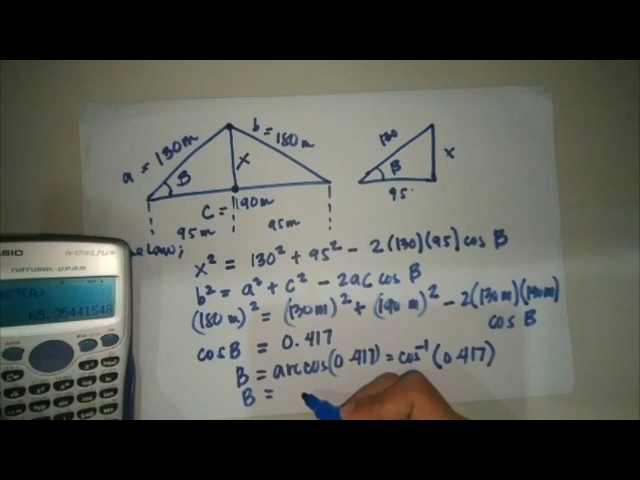 a = 130m
b = 180m
x
B
C = 190m
95m 95m
130
B
x
95
ne Law;
x² = 130² + 95² - 2(130)(95) cos B
b² = a² + c² - 2ac cos B
(180 m)² = (130m)² + (190 m)² - 2(130m)(190m)
cos B
cos B = 0.417
B = arccos(0.417) = cos⁻¹(0.417)
B =
NATURAL-V.P.A.M.
65.35441548